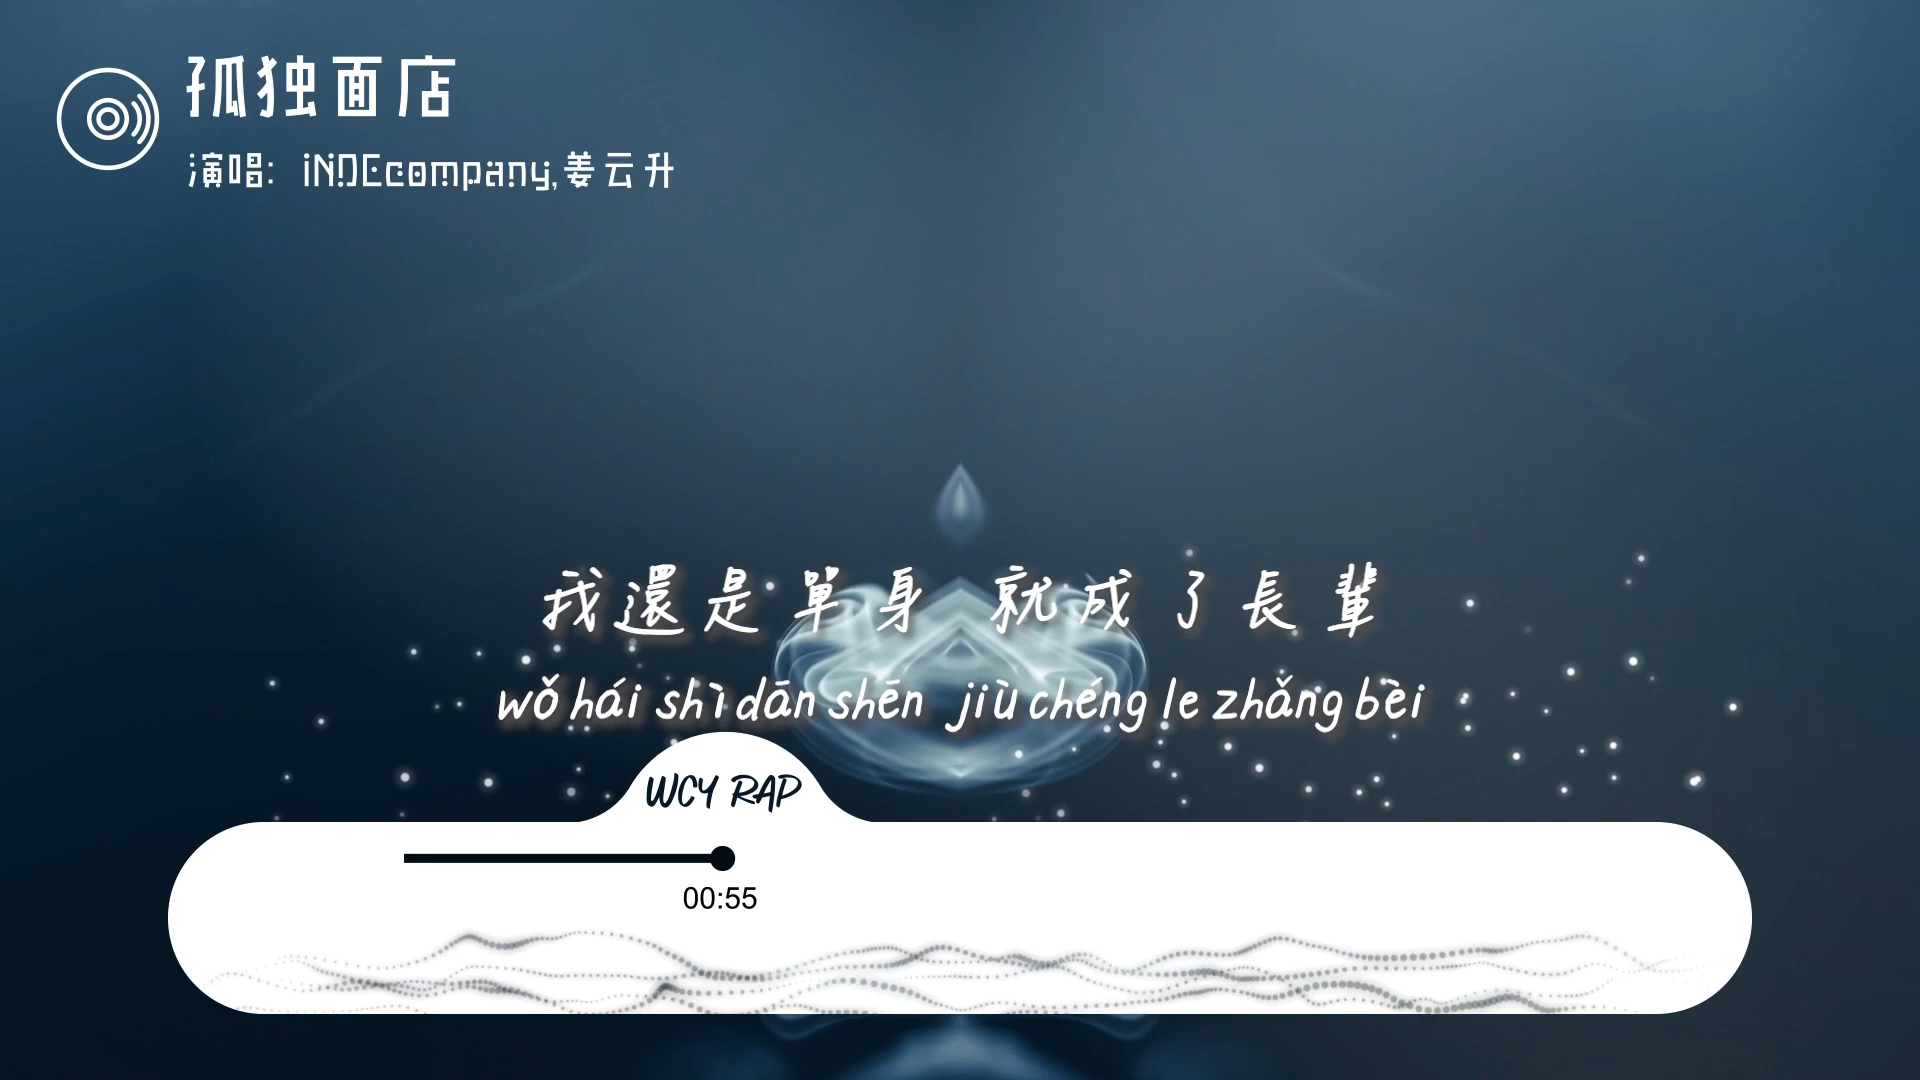 孤独面店
演唱: iNDEcompany,姜云升
我還是單身 就成了長輩
wǒ hái shì dān shēn jiù chéng le zhǎng bèi
WCY RAP
00:55